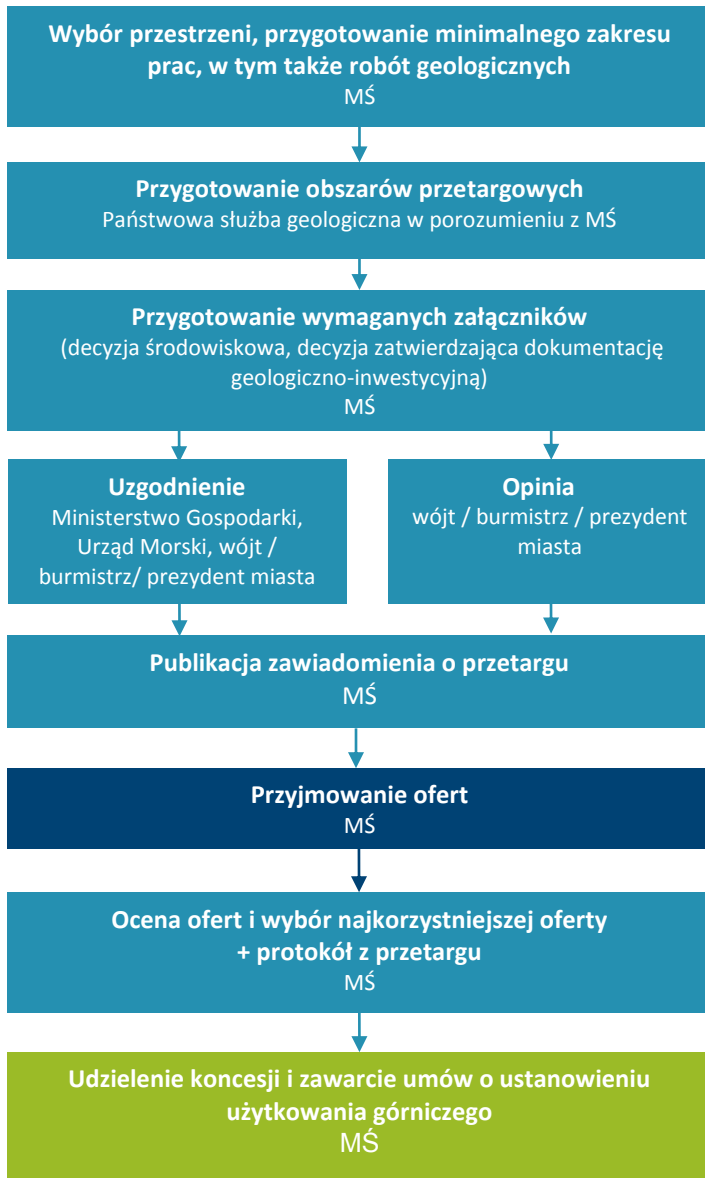 Wybór przestrzeni, przygotowanie minimalnego zakresu
prac, w tym także robót geologicznych
MŚ
Przygotowanie obszarów przetargowych
Państwowa służba geologiczna w porozumieniu z MŚ
Przygotowanie wymaganych załączników
(decyzja środowiskowa, decyzja zatwierdzająca dokumentację
geologiczno-inwestycyjną)
MŚ
Uzgodnienie
Ministerstwo Gospodarki,
Urząd Morski, wójt /
burmistrz/ prezydent miasta
Opinia
wójt / burmistrz / prezydent
miasta
Publikacja zawiadomienia o przetargu
MŚ
Przyjmowanie ofert
MŚ
Ocena ofert i wybór najkorzystniejszej oferty
+ protokół z przetargu
MŚ
Udzielenie koncesji i zawarcie umów o ustanowieniu
użytkowania górniczego
MŚ